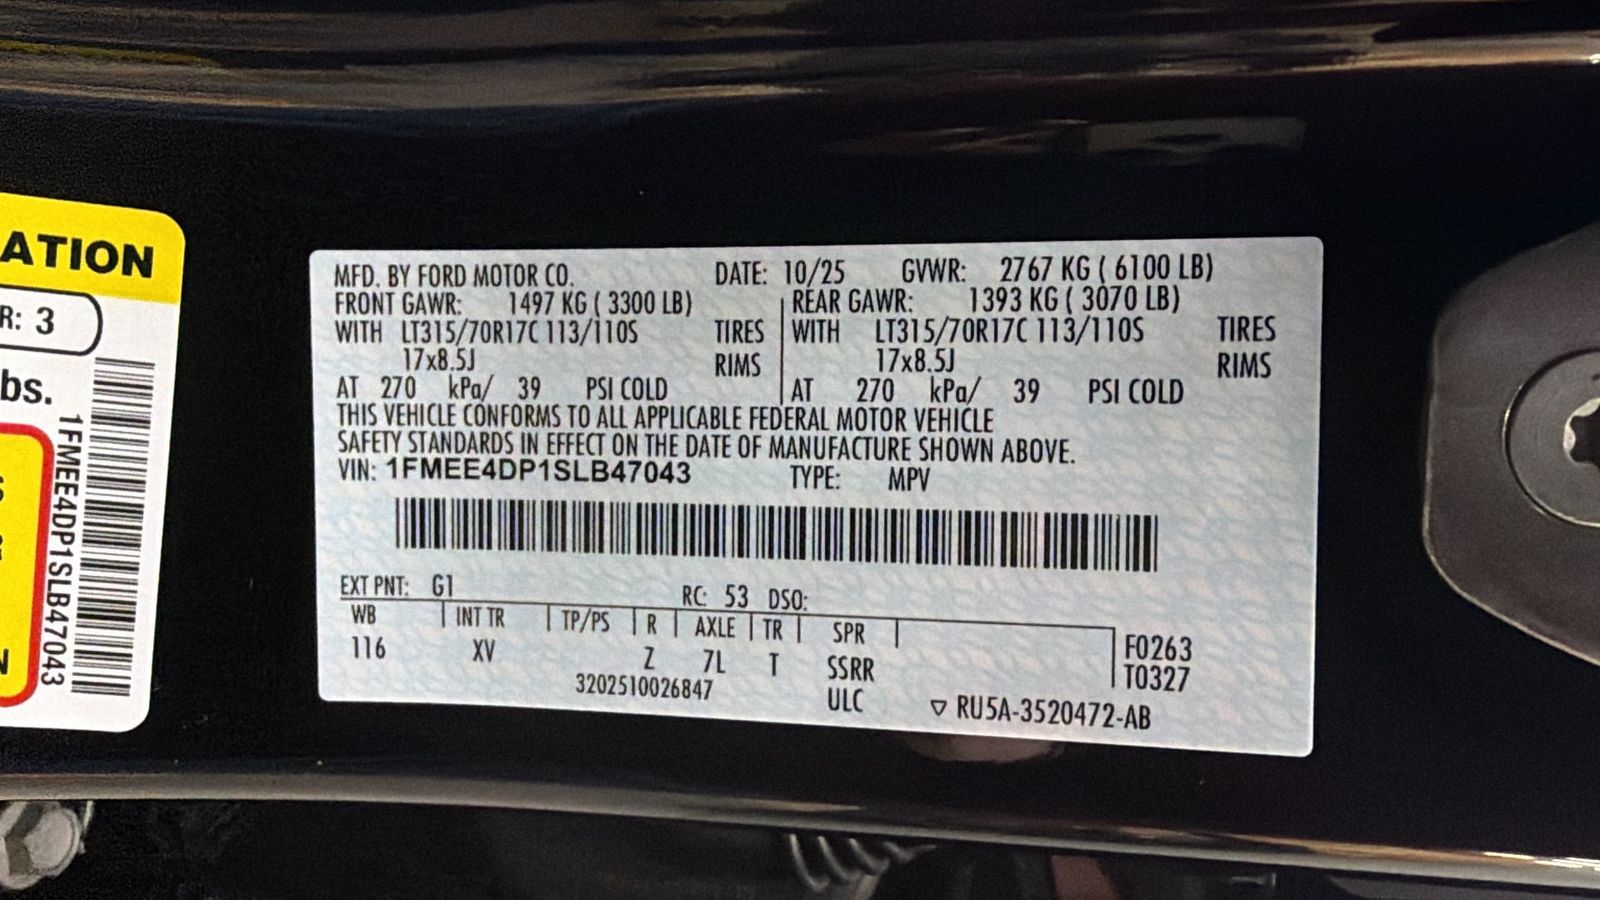 ATION
R: 3
bs.
1FMEE4DP1SLB47043
MFD. BY FORD MOTOR CO. DATE: 10/25 GVWR: 2767 KG ( 6100 LB)
FRONT GAWR: 1497 KG ( 3300 LB) REAR GAWR: 1393 KG ( 3070 LB)
WITH LT315/70R17C 113/110S TIRES WITH LT315/70R17C 113/110S TIRES
17x8.5J RIMS 17x8.5J RIMS
AT 270 kPa/ 39 PSI COLD AT 270 kPa/ 39 PSI COLD
THIS VEHICLE CONFORMS TO ALL APPLICABLE FEDERAL MOTOR VEHICLE
SAFETY STANDARDS IN EFFECT ON THE DATE OF MANUFACTURE SHOWN ABOVE.
VIN: 1FMEE4DP1SLB47043 TYPE: MPV
EXT PNT: G1 RC: 53 DSO:
WB INT TR TP/PS R AXLE TR SPR
116 XV Z 7L T SSRR
F0263
T0327
3202510026847 ULC ▽ RU5A-3520472-AB